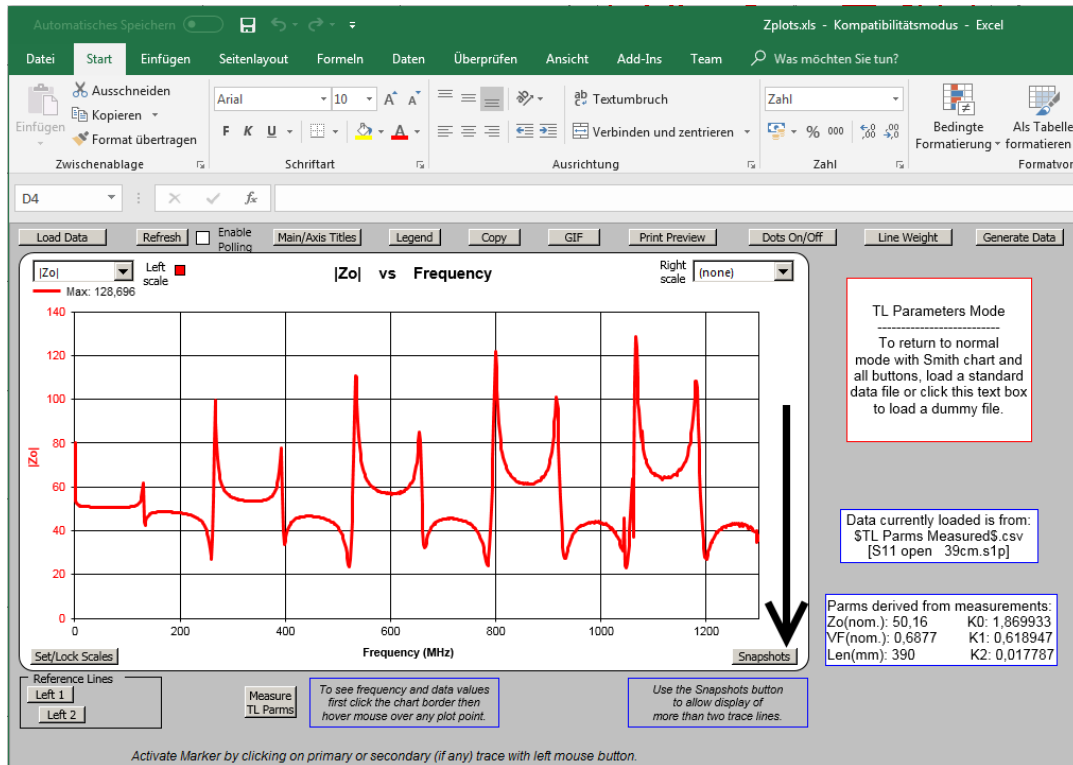 Automatisches Speichern
Zplots.xls - Kompatibilitätsmodus - Excel
Datei Start Einfügen Seitenlayout Formeln Daten Überprüfen Ansicht Add-Ins Team Was möchten Sie tun?
Einfügen
Ausschneiden
Kopieren
Format übertragen
Zwischenablage
Arial 10 A A
F K U A
Schriftart
Textumbruch
Verbinden und zentrieren
Ausrichtung
Zahl
% 000 ,00 ,00
Zahl
Bedingte
Formatierung
Als Tabelle
formatieren
Formatvor
D4 fx
Load Data Refresh Enable
Polling Main/Axis Titles Legend Copy GIF Print Preview Dots On/Off Line Weight Generate Data
|Zo| Left
scale |Zo| vs Frequency Right
scale (none)
Max: 128,696
140
120
100
80
60
40
20
0
|Zo|
0 200 400 600 800 1000 1200
Frequency (MHz)
Set/Lock Scales Snapshots
TL Parameters Mode
--------------------------
To return to normal
mode with Smith chart and
all buttons, load a standard
data file or click this text box
to load a dummy file.
Data currently loaded is from:
$TL Parms Measured$.csv
[S11 open 39cm.s1p]
Parms derived from measurements:
Zo(nom.): 50,16 K0: 1,869933
VF(nom.): 0,6877 K1: 0,618947
Len(mm): 390 K2: 0,017787
Reference Lines
Left 1
Left 2
Measure
TL Parms
To see frequency and data values
first click the chart border then
hover mouse over any plot point.
Use the Snapshots button
to allow display of
more than two trace lines.
Activate Marker by clicking on primary or secondary (if any) trace with left mouse button.